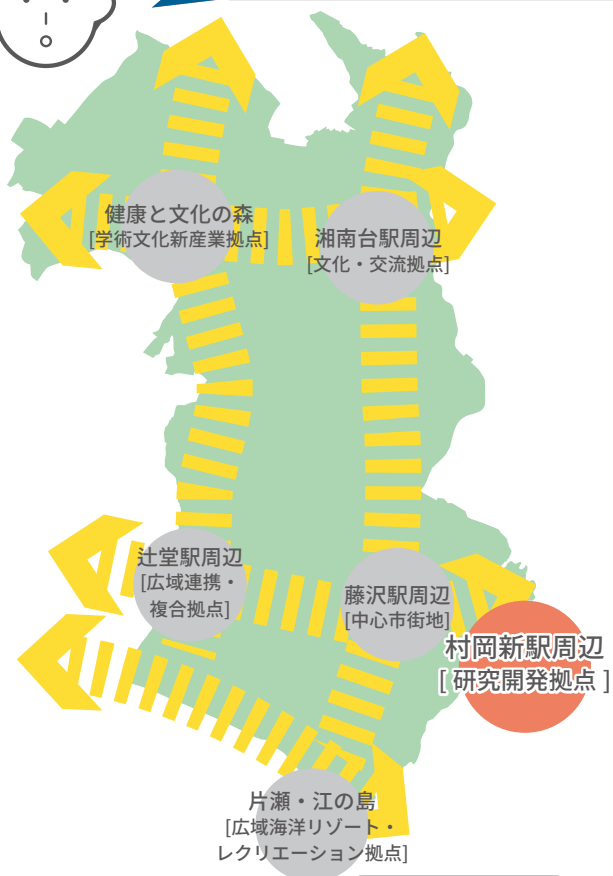 健康と文化の森
[学術文化新産業拠点]
湘南台駅周辺
[文化・交流拠点]
辻堂駅周辺
[広域連携・
複合拠点]
藤沢駅周辺
[中心市街地]
村岡新駅周辺
[ 研究開発拠点 ]
片瀬・江の島
[広域海洋リゾート・
レクリエーション拠点]